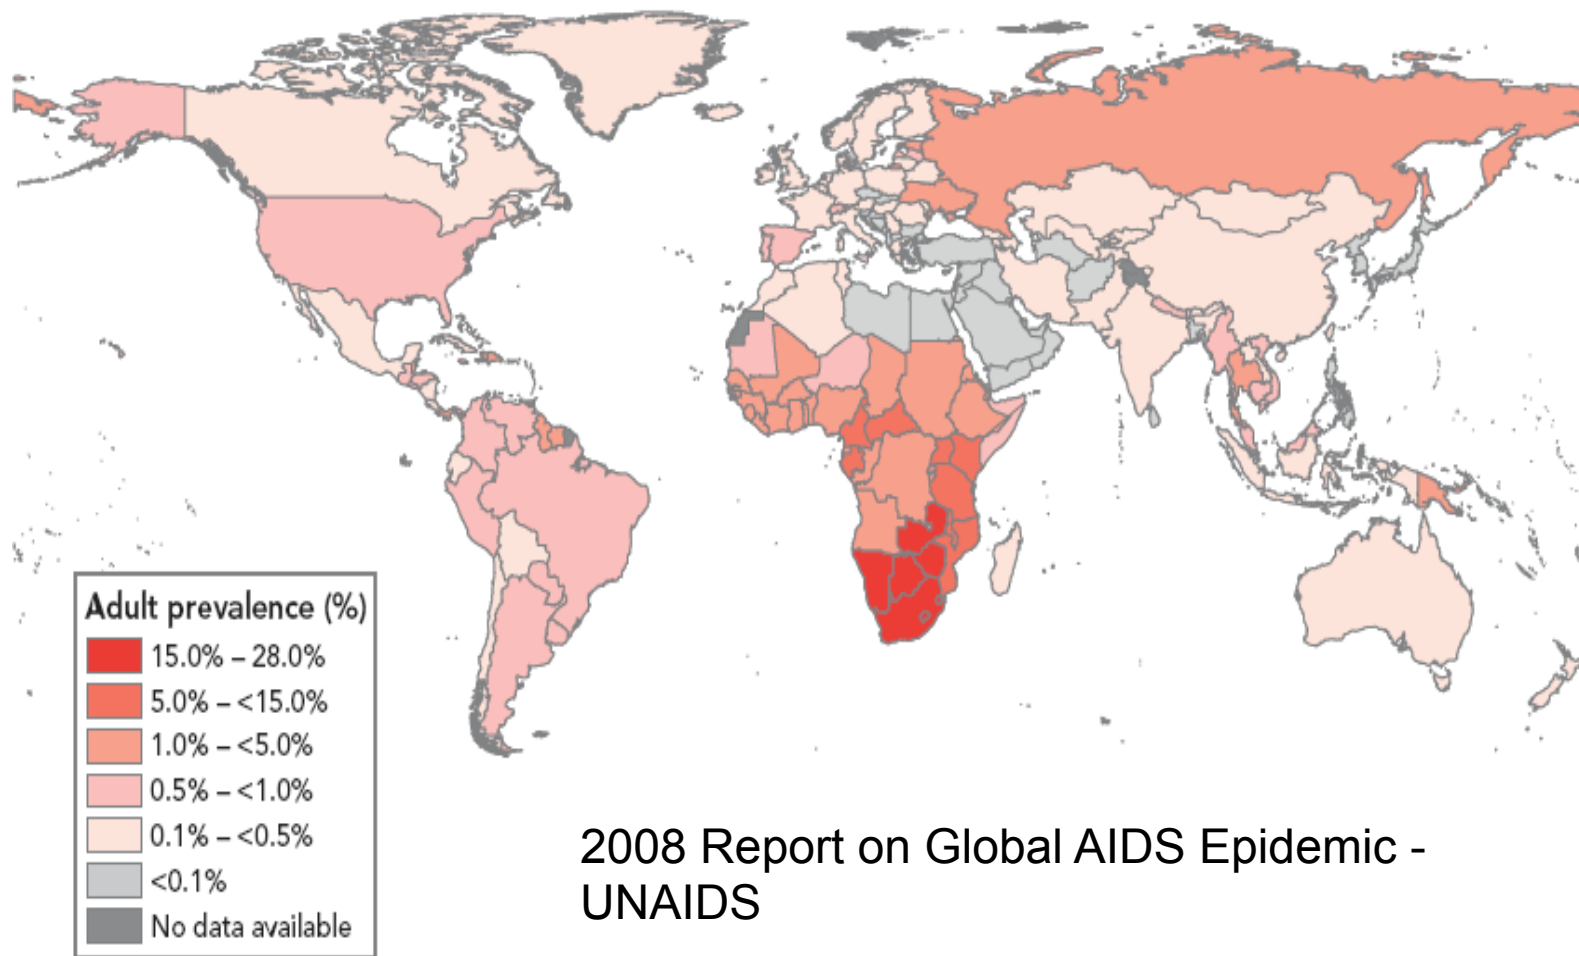 Adult prevalence (%)
15.0% – 28.0%
5.0% – <15.0%
1.0% – <5.0%
0.5% – <1.0%
0.1% – <0.5%
<0.1%
No data available
2008 Report on Global AIDS Epidemic -
UNAIDS